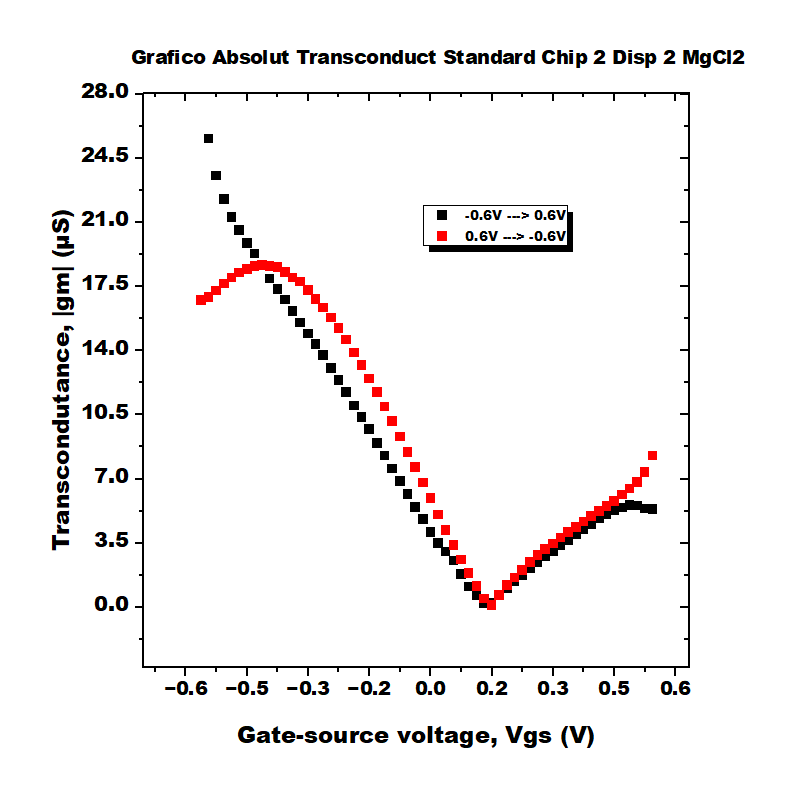 Grafico Absolut Transconduct Standard Chip 2 Disp 2 MgCl2
28.0
24.5
21.0
17.5
14.0
10.5
7.0
3.5
0.0
Transcondutance, |gm| (µS)
-0.6V ---> 0.6V
0.6V ---> -0.6V
−0.6 −0.5 −0.3 −0.2 0.0 0.2 0.3 0.5 0.6
Gate-source voltage, Vgs (V)